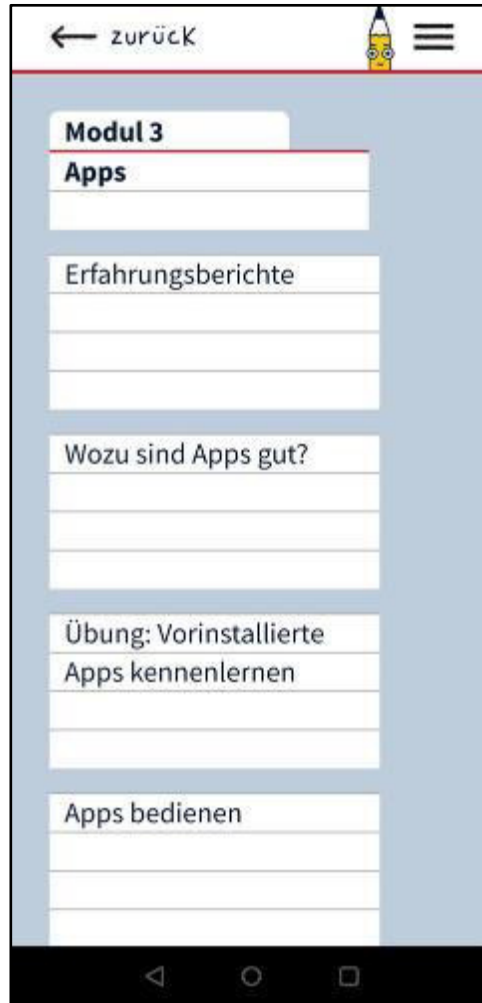 zurück
Modul 3
Apps
Erfahrungsberichte
Wozu sind Apps gut?
Übung: Vorinstallierte
Apps kennenlernen
Apps bedienen